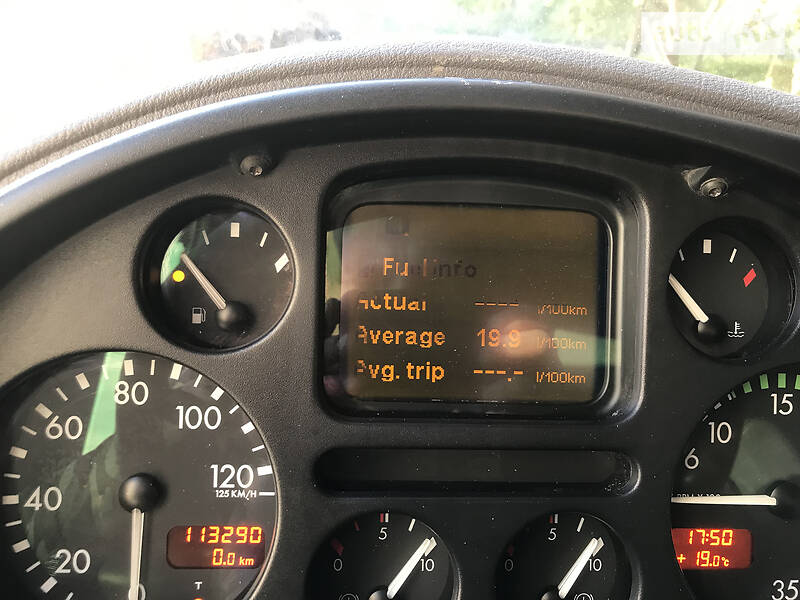 Fuel info
Actual ---- l/100km
Average 19.9 l/100km
Avg. trip ---.- l/100km
20
40
60
80
100
120
125 KM/H
113290
0.0 km
T
0
5
10
0
5
10
6
10
15
35
17:50
+ 19.0°C